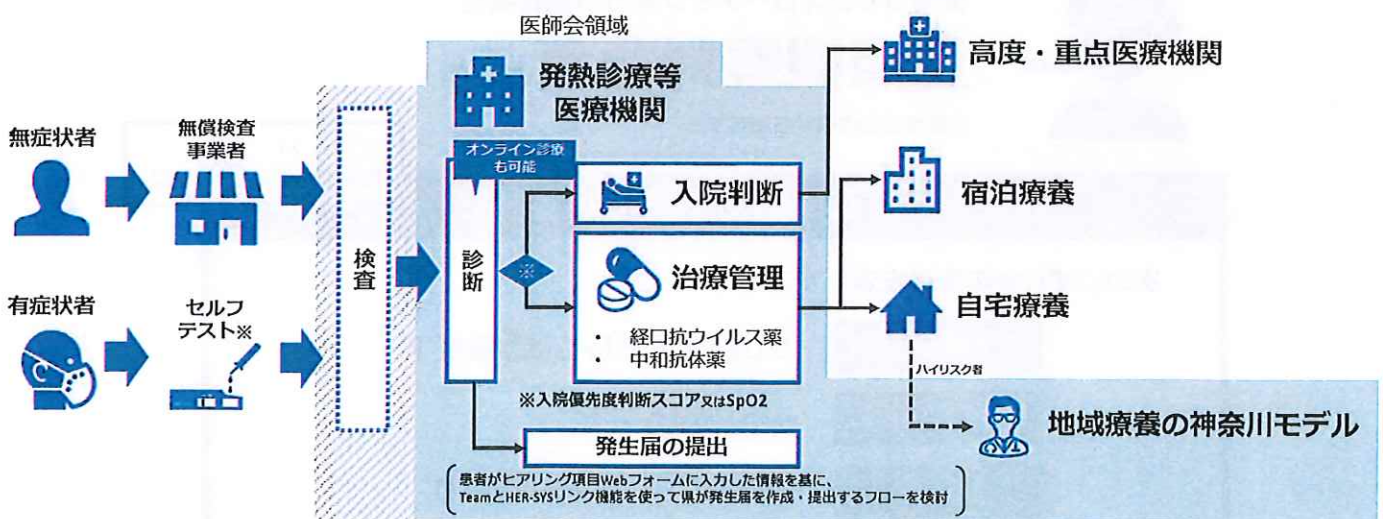 医師会領域
発熱診療等
医療機関
高度・重点医療機関
無症状者
無償検査
事業者
オンライン診療
も可能
入院判断
宿泊療養
検査
診断
※
治療管理
・ 経口抗ウイルス薬
・ 中和抗体薬
自宅療養
有症状者
セルフ
テスト※
ハイリスク者
※入院優先度判断スコア又はSpO2
地域療養の神奈川モデル
発生届の提出
患者がヒアリング項目Webフォームに入力した情報を基に、
TeamとHER-SYSリンク機能を使って県が発生届を作成・提出するフローを検討